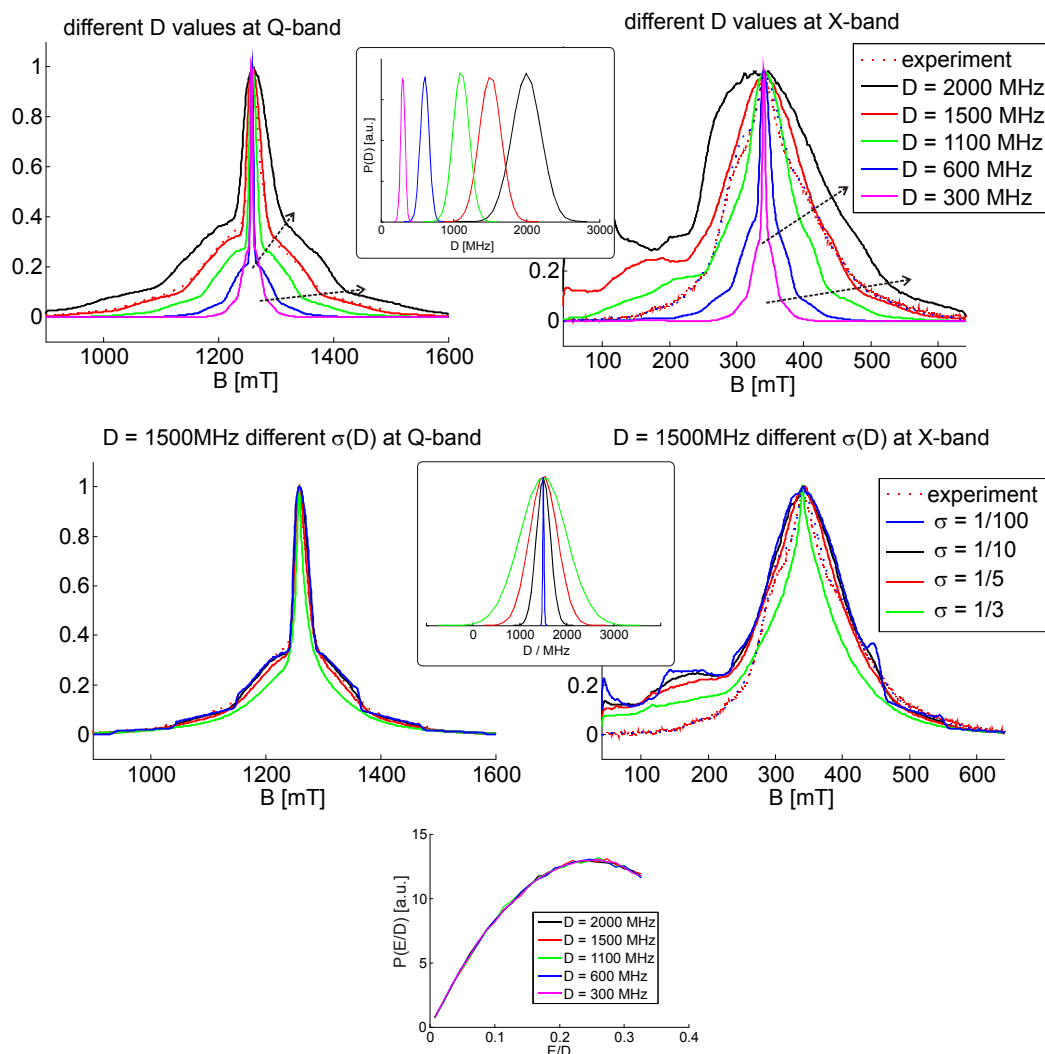 different D values at Q-band
different D values at X-band
1
0.8
0.6
0.4
0.2
0
1000
1200
1400
1600
B [mT]
P(D) [a.u.]
0
1000
2000
3000
D [MHz]
0.2
0
100
200
300
400
500
600
B [mT]
experiment
D = 2000 MHz
D = 1500 MHz
D = 1100 MHz
D = 600 MHz
D = 300 MHz
D = 1500MHz different σ(D) at Q-band
D = 1500MHz different σ(D) at X-band
1
0.8
0.6
0.4
0.2
0
1000
1200
1400
1600
B [mT]
0
1000
2000
3000
D / MHz
0.2
0
100
200
300
400
500
600
B [mT]
experiment
σ = 1/100
σ = 1/10
σ = 1/5
σ = 1/3
P(E/D) [a.u.]
15
10
5
0
0
0.1
0.2
0.3
0.4
E/D
D = 2000 MHz
D = 1500 MHz
D = 1100 MHz
D = 600 MHz
D = 300 MHz